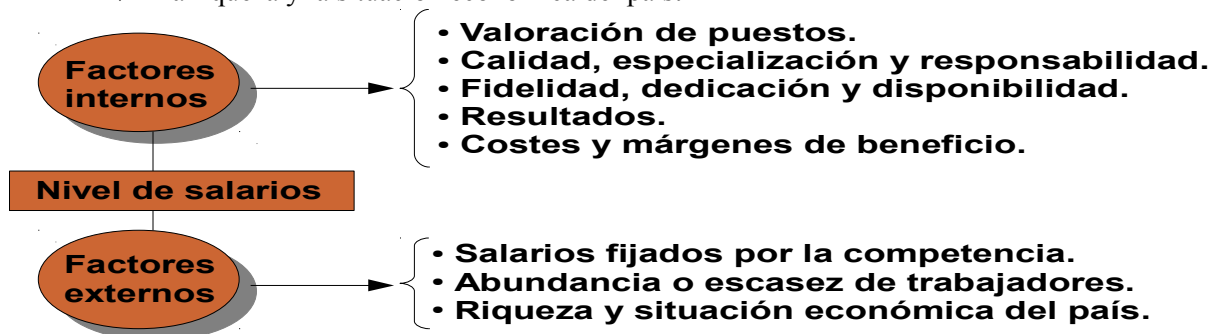 Factores
internos
• Valoración de puestos.
• Calidad, especialización y responsabilidad.
• Fidelidad, dedicación y disponibilidad.
• Resultados.
• Costes y márgenes de beneficio.
Nivel de salarios
Factores
externos
• Salarios fijados por la competencia.
• Abundancia o escasez de trabajadores.
• Riqueza y situación económica del país.